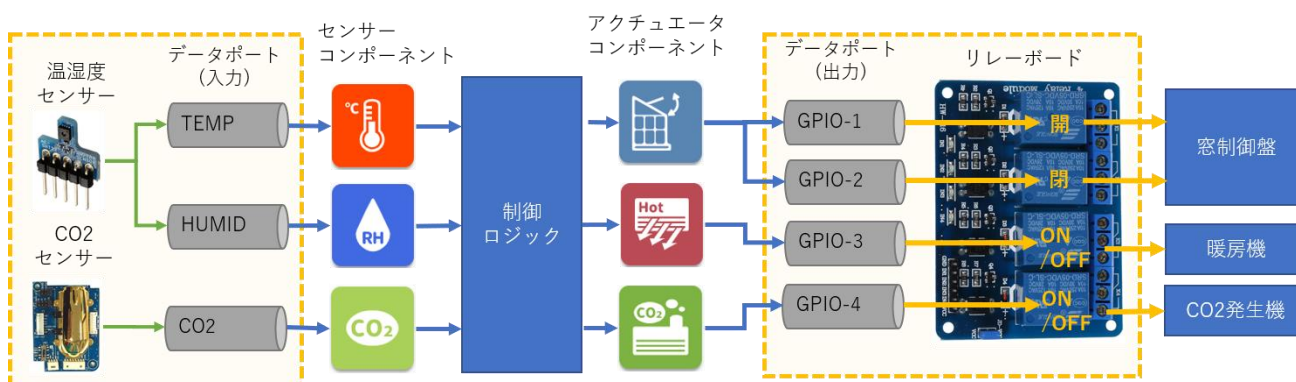 温湿度
センサー
データポート
(入力)
センサー
コンポーネント
アクチュエータ
コンポーネント
データポート
(出力)
リレーボード
TEMP
HUMID
CO2
センサー
CO2
℃
RH
CO₂
制御
ロジック
Hot
CO₂
GPIO-1
GPIO-2
GPIO-3
GPIO-4
開
閉
ON
/OFF
ON
/OFF
窓制御盤
暖房機
CO2発生機